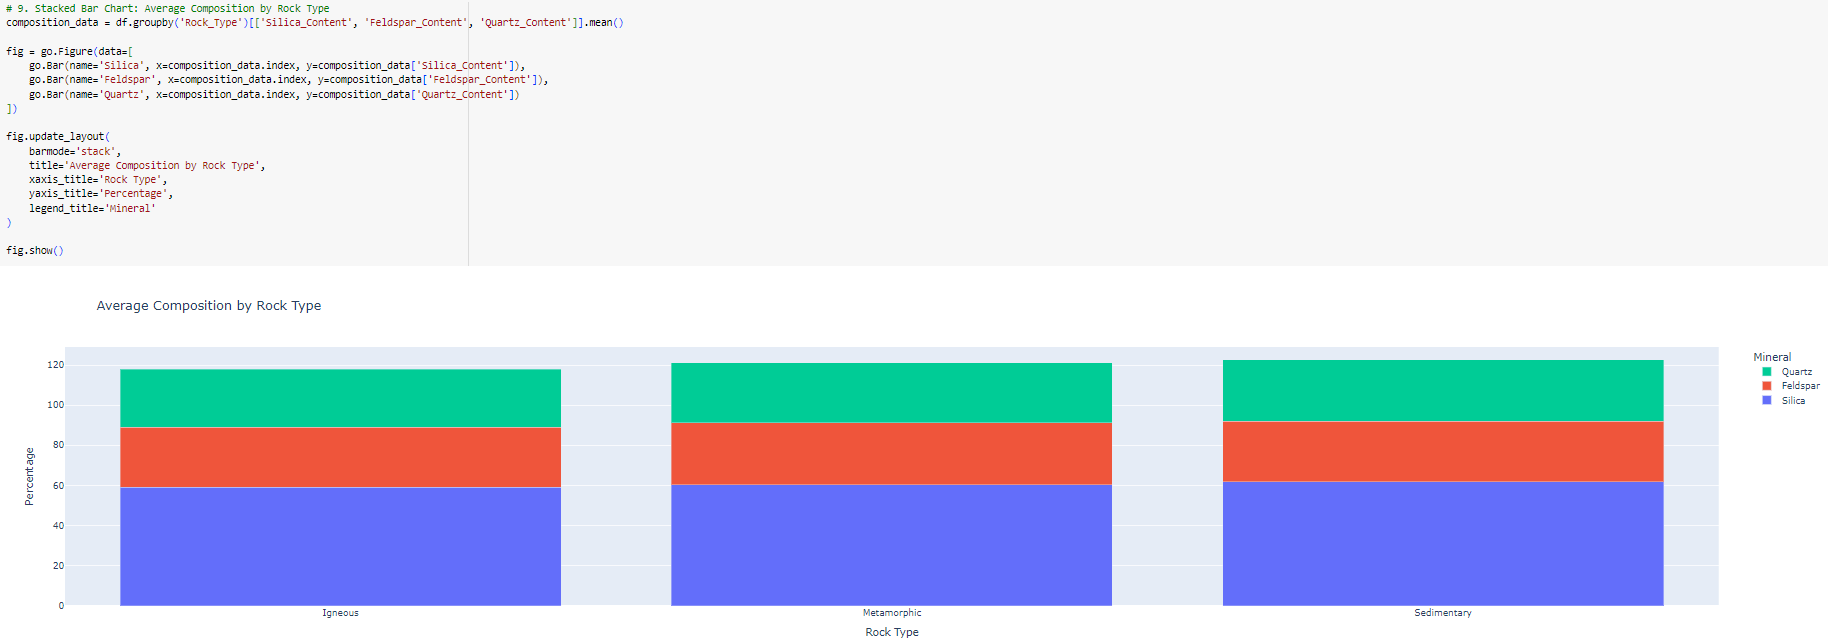 # 9. Stacked Bar Chart: Average Composition by Rock Type
composition_data = df.groupby('Rock_Type')[['Silica_Content', 'Feldspar_Content', 'Quartz_Content']].mean()
fig = go.Figure(data=[
    go.Bar(name='Silica', x=composition_data.index, y=composition_data['Silica_Content']),
    go.Bar(name='Feldspar', x=composition_data.index, y=composition_data['Feldspar_Content']),
    go.Bar(name='Quartz', x=composition_data.index, y=composition_data['Quartz_Content'])
])
fig.update_layout(
    barmode='stack',
    title='Average Composition by Rock Type',
    xaxis_title='Rock Type',
    yaxis_title='Percentage',
    legend_title='Mineral'
)
fig.show()
Average Composition by Rock Type
120
100
80
60
40
20
0
Percentage
Igneous
Metamorphic
Sedimentary
Rock Type
Mineral
Quartz
Feldspar
Silica